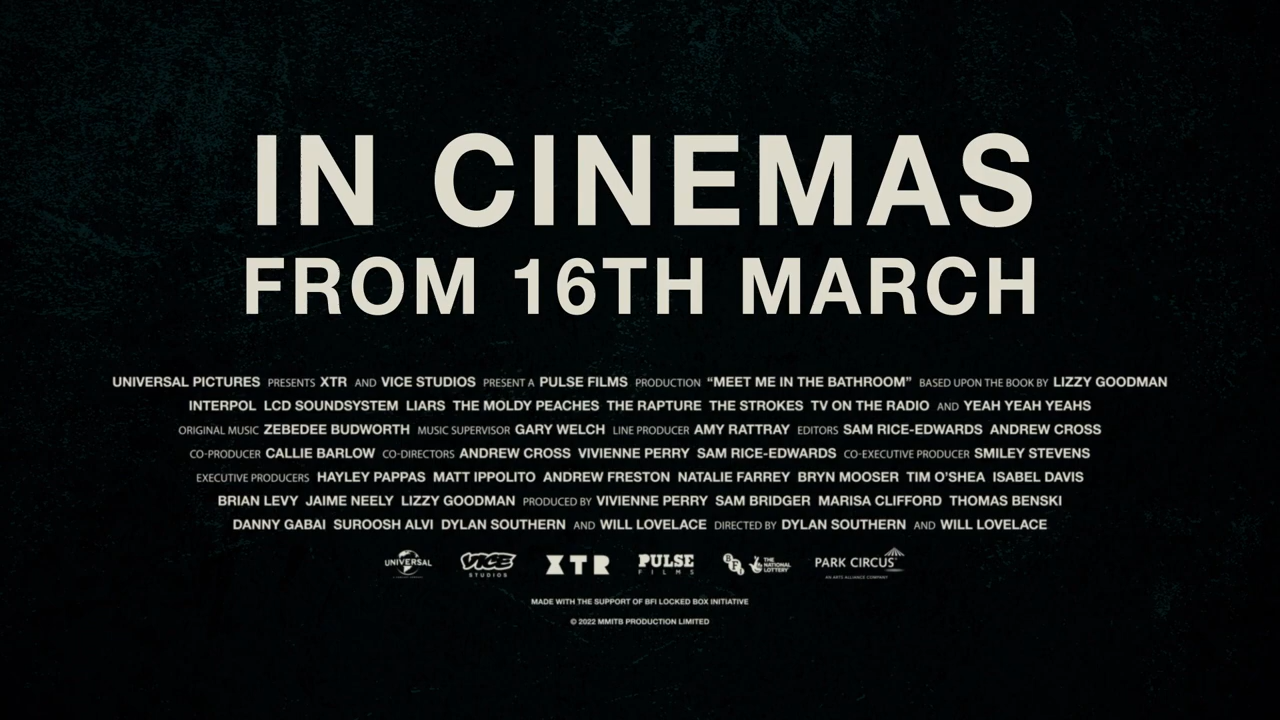 IN CINEMAS
FROM 16TH MARCH
UNIVERSAL PICTURES PRESENTS XTR AND VICE STUDIOS PRESENT A PULSE FILMS PRODUCTION “MEET ME IN THE BATHROOM” BASED UPON THE BOOK BY LIZZY GOODMAN
INTERPOL LCD SOUNDSYSTEM LIARS THE MOLDY PEACHES THE RAPTURE THE STROKES TV ON THE RADIO AND YEAH YEAH YEAHS
ORIGINAL MUSIC ZEBEDEE BUDWORTH MUSIC SUPERVISOR GARY WELCH LINE PRODUCER AMY RATTRAY EDITORS SAM RICE-EDWARDS ANDREW CROSS
CO-PRODUCER CALLIE BARLOW CO-DIRECTORS ANDREW CROSS VIVIENNE PERRY SAM RICE-EDWARDS CO-EXECUTIVE PRODUCER SMILEY STEVENS
EXECUTIVE PRODUCERS HAYLEY PAPPAS MATT IPPOLITO ANDREW FRESTON NATALIE FARREY BRYN MOOSER TIM O'SHEA ISABEL DAVIS
BRIAN LEVY JAIME NEELY LIZZY GOODMAN PRODUCED BY VIVIENNE PERRY SAM BRIDGER MARISA CLIFFORD THOMAS BENSKI
DANNY GABAI SUROOSH ALVI DYLAN SOUTHERN AND WILL LOVELACE DIRECTED BY DYLAN SOUTHERN AND WILL LOVELACE
UNIVERSAL VICE STUDIOS XTR PULSE FILMS BFI THE NATIONAL LOTTERY PARK CIRCUS AN ARTS ALLIANCE COMPANY
MADE WITH THE SUPPORT OF BFI LOCKED BOX INITIATIVE
© 2022 MMITB PRODUCTION LIMITED